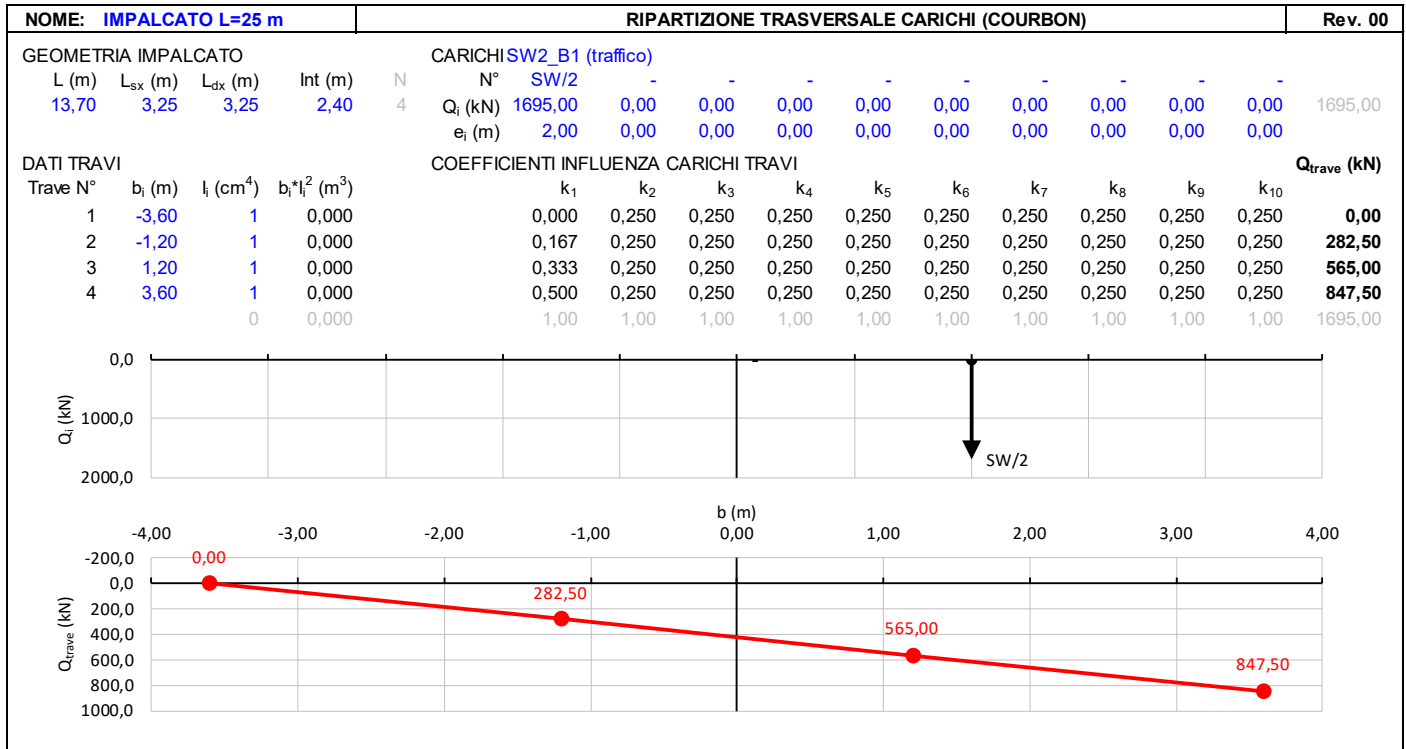 NOME: IMPALCATO L=25 m RIPARTIZIONE TRASVERSALE CARICHI (COURBON) Rev. 00
GEOMETRIA IMPALCATO CARICHI SW2_B1 (traffico)
L (m) Lsx (m) Ldx (m) Int (m) N N° SW/2 - - - - - - - - -
13,70 3,25 3,25 2,40 4 Qi (kN) 1695,00 0,00 0,00 0,00 0,00 0,00 0,00 0,00 0,00 0,00 1695,00
ei (m) 2,00 0,00 0,00 0,00 0,00 0,00 0,00 0,00 0,00 0,00
DATI TRAVI COEFFICIENTI INFLUENZA CARICHI TRAVI Qtrave (kN)
Trave N° bi (m) Ii (cm⁴) bi*Ii² (m³) k1 k2 k3 k4 k5 k6 k7 k8 k9 k10
1 -3,60 1 0,000 0,000 0,250 0,250 0,250 0,250 0,250 0,250 0,250 0,250 0,250 0,00
2 -1,20 1 0,000 0,167 0,250 0,250 0,250 0,250 0,250 0,250 0,250 0,250 0,250 282,50
3 1,20 1 0,000 0,333 0,250 0,250 0,250 0,250 0,250 0,250 0,250 0,250 0,250 565,00
4 3,60 1 0,000 0,500 0,250 0,250 0,250 0,250 0,250 0,250 0,250 0,250 0,250 847,50
0 0,000 1,00 1,00 1,00 1,00 1,00 1,00 1,00 1,00 1,00 1,00 1695,00
0,0
1000,0
2000,0
Qi (kN)
SW/2
b (m)
-4,00 -3,00 -2,00 -1,00 0,00 1,00 2,00 3,00 4,00
-200,0
0,0
200,0
400,0
600,0
800,0
1000,0
Qtrave (kN)
0,00
282,50
565,00
847,50